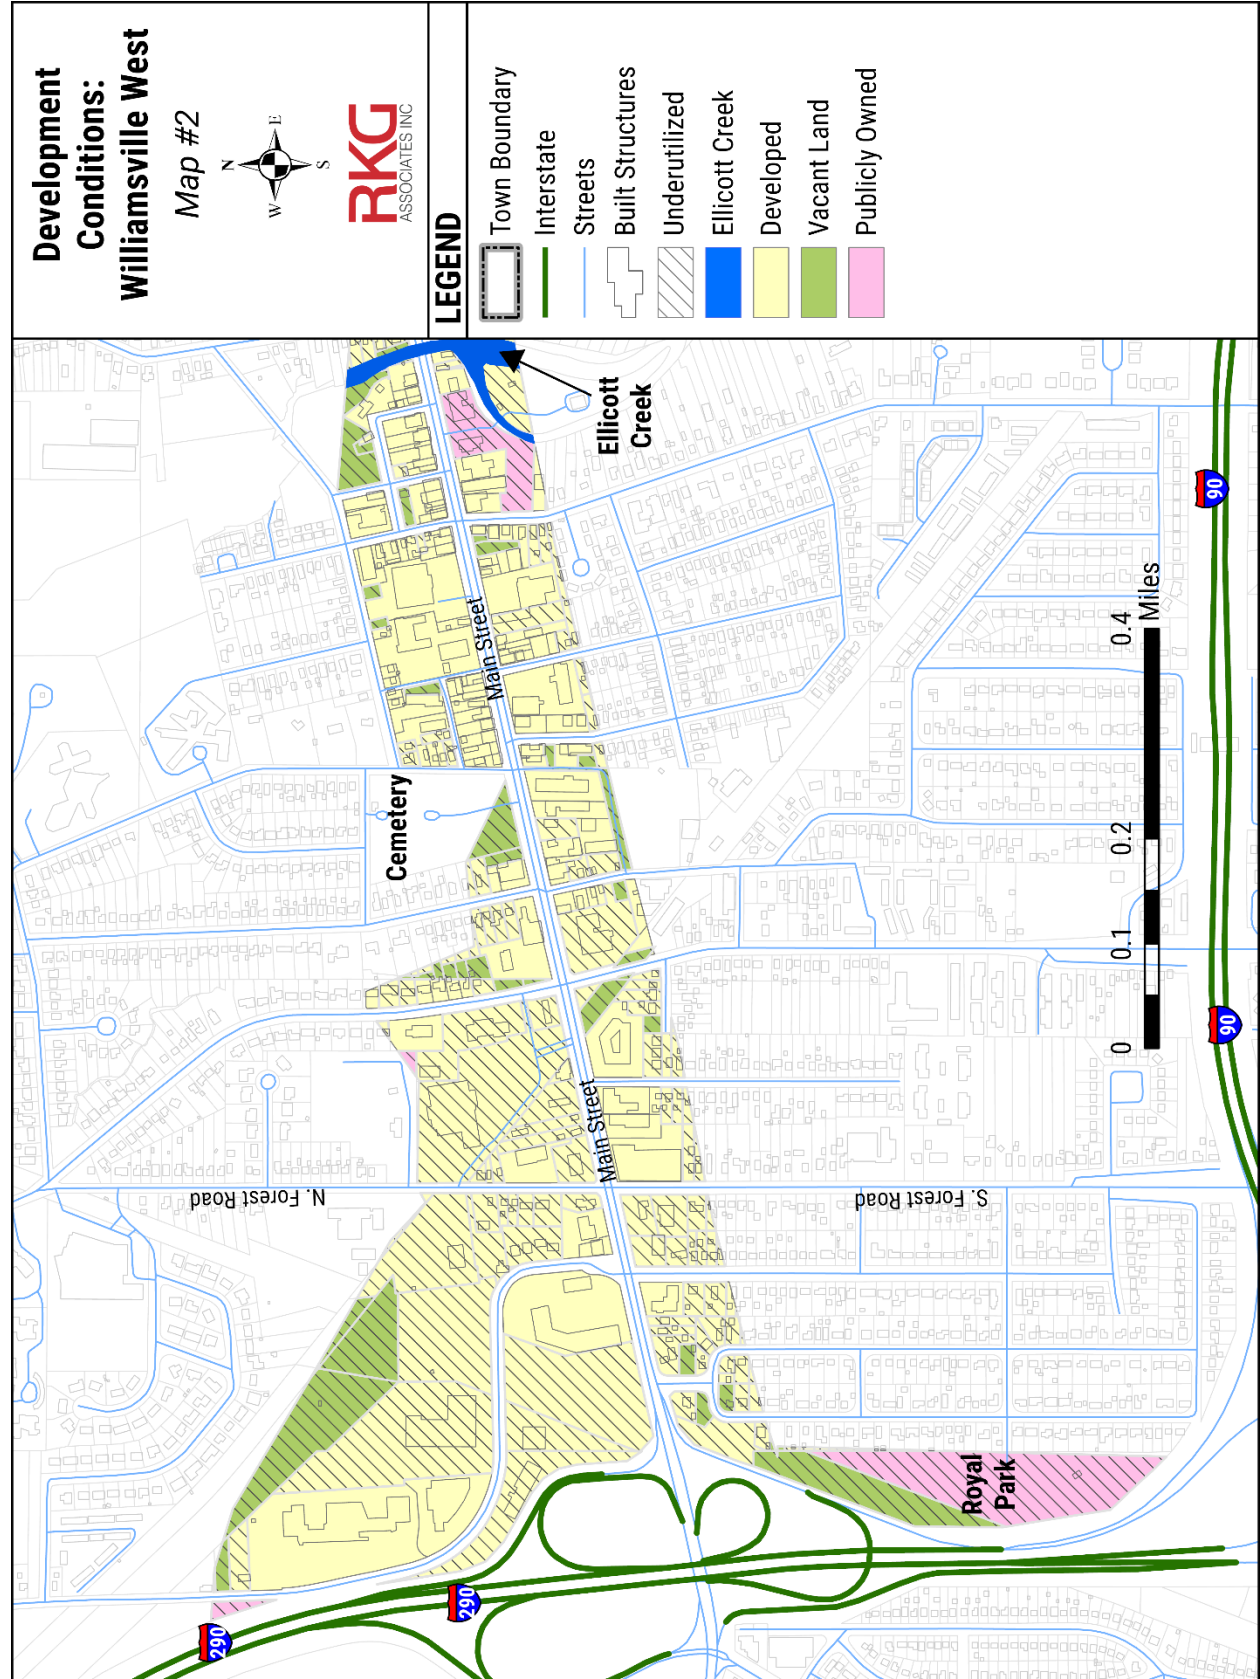 Development
Conditions:
Williamsville West
Map #2
N
W
E
S
RKG
ASSOCIATES INC
LEGEND
Town Boundary
Interstate
Streets
Built Structures
Underutilized
Ellicott Creek
Developed
Vacant Land
Publicly Owned
Ellicott
Creek
Main Street
Cemetery
Main Street
N. Forest Road
S. Forest Road
Royal
Park
290
290
90
90
0
0.1
0.2
0.4
Miles